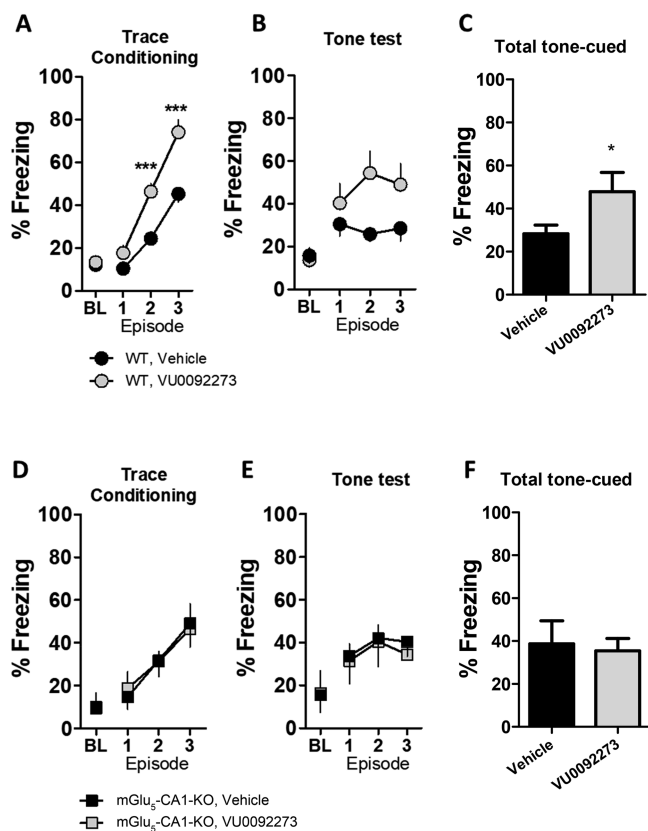 A
Trace
Conditioning
% Freezing
100
80
60
40
20
0
***
***
BL 1 2 3
Episode
B
Tone test
% Freezing
100
80
60
40
20
0
BL 1 2 3
Episode
C
Total tone-cued
% Freezing
100
80
60
40
20
0
*
Vehicle
VU0092273
WT, Vehicle
WT, VU0092273
D
Trace
Conditioning
% Freezing
100
80
60
40
20
0
BL 1 2 3
Episode
E
Tone test
% Freezing
100
80
60
40
20
0
BL 1 2 3
Episode
F
Total tone-cued
% Freezing
100
80
60
40
20
0
Vehicle
VU0092273
mGlu₅-CA1-KO, Vehicle
mGlu₅-CA1-KO, VU0092273